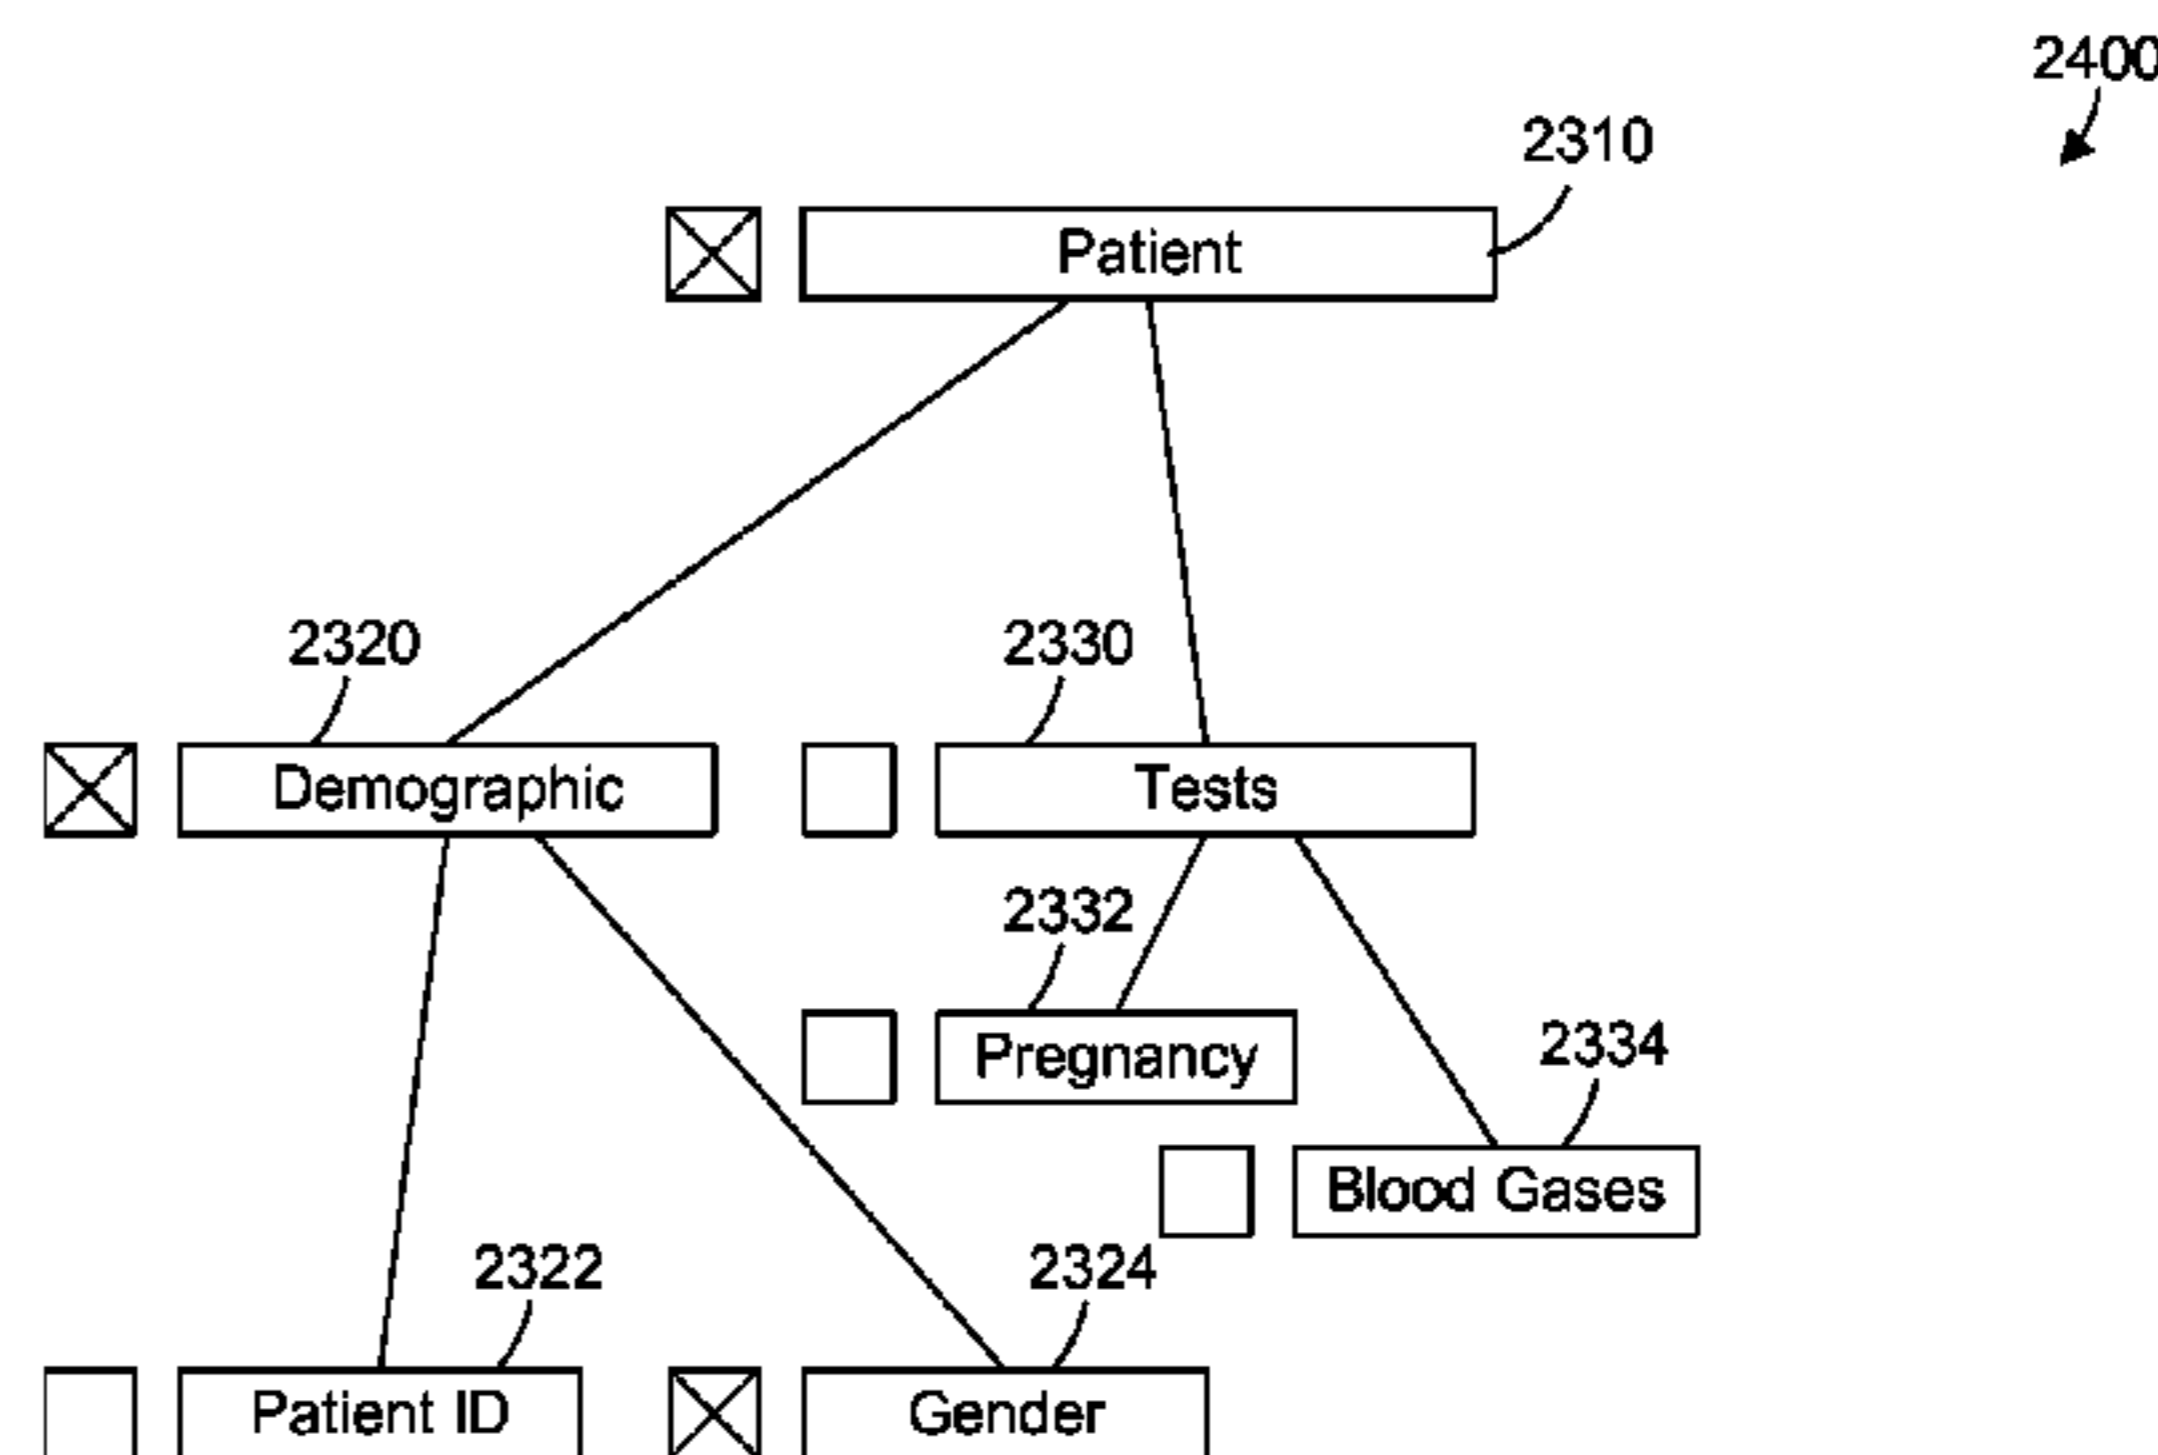 2400
2310
Patient
2320
2330
Demographic
Tests
2332
Pregnancy
2334
Blood Gases
2322
2324
Patient ID
Gender